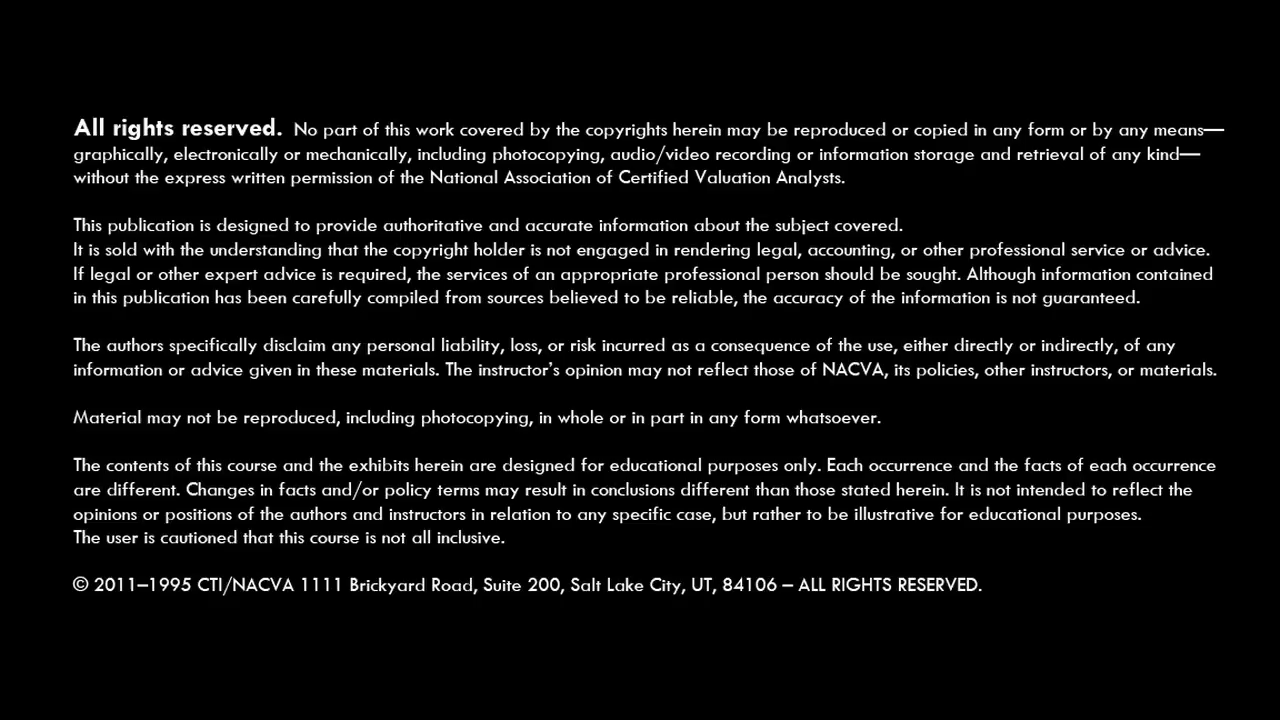 All rights reserved. No part of this work covered by the copyrights herein may be reproduced or copied in any form or by any means—
graphically, electronically or mechanically, including photocopying, audio/video recording or information storage and retrieval of any kind—
without the express written permission of the National Association of Certified Valuation Analysts.
This publication is designed to provide authoritative and accurate information about the subject covered.
It is sold with the understanding that the copyright holder is not engaged in rendering legal, accounting, or other professional service or advice.
If legal or other expert advice is required, the services of an appropriate professional person should be sought. Although information contained
in this publication has been carefully compiled from sources believed to be reliable, the accuracy of the information is not guaranteed.
The authors specifically disclaim any personal liability, loss, or risk incurred as a consequence of the use, either directly or indirectly, of any
information or advice given in these materials. The instructor's opinion may not reflect those of NACVA, its policies, other instructors, or materials.
Material may not be reproduced, including photocopying, in whole or in part in any form whatsoever.
The contents of this course and the exhibits herein are designed for educational purposes only. Each occurrence and the facts of each occurrence
are different. Changes in facts and/or policy terms may result in conclusions different than those stated herein. It is not intended to reflect the
opinions or positions of the authors and instructors in relation to any specific case, but rather to be illustrative for educational purposes.
The user is cautioned that this course is not all inclusive.
© 2011–1995 CTI/NACVA 1111 Brickyard Road, Suite 200, Salt Lake City, UT, 84106 – ALL RIGHTS RESERVED.